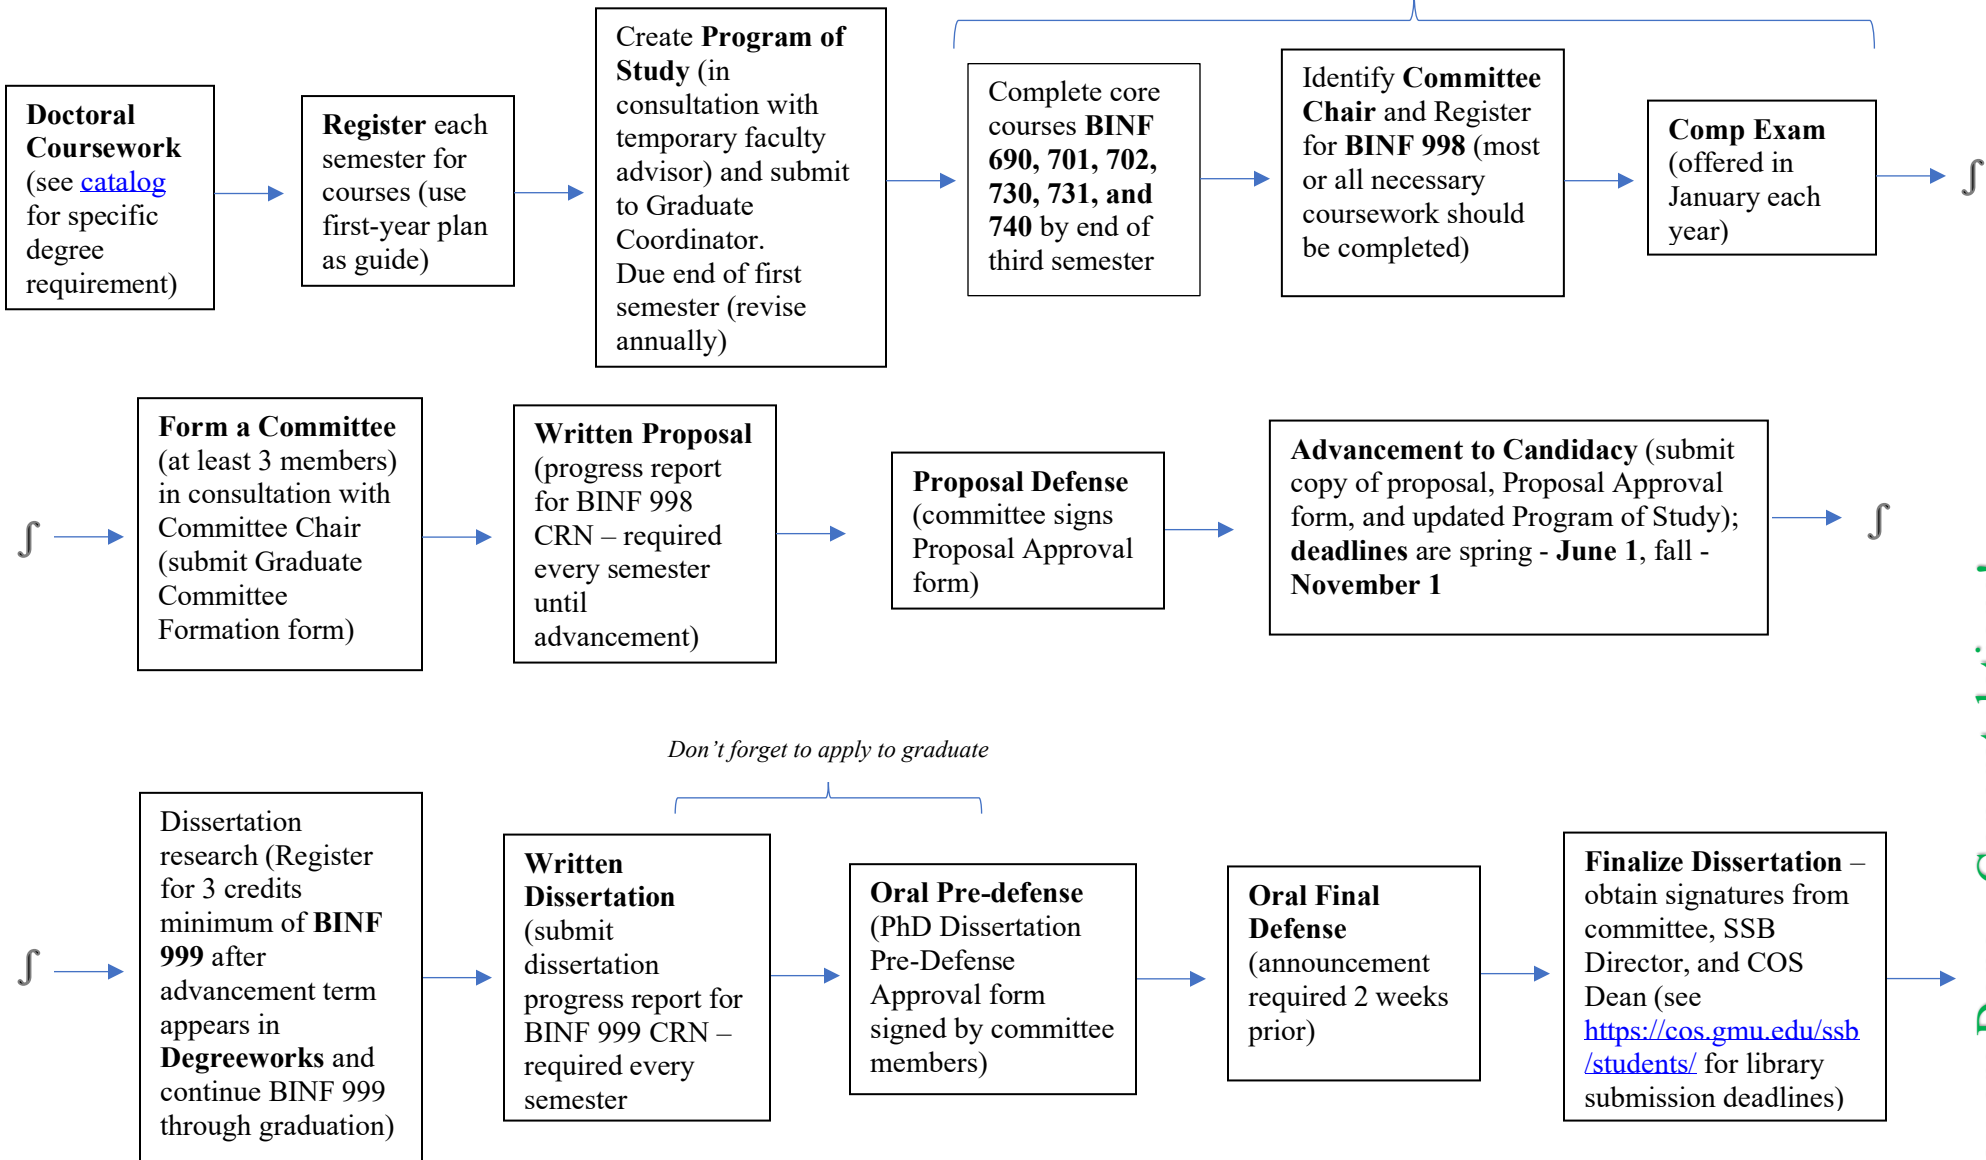 Doctoral
Coursework
(see catalog
for specific
degree
requirement)
Register each
semester for
courses (use
first-year plan
as guide)
Create Program of
Study (in
consultation with
temporary faculty
advisor) and submit
to Graduate
Coordinator.
Due end of first
semester (revise
annually)
Complete core
courses BINF
690, 701, 702,
730, 731, and
740 by end of
third semester
Identify Committee
Chair and Register
for BINF 998 (most
or all necessary
coursework should
be completed)
Comp Exam
(offered in
January each
year)
∫
∫
Form a Committee
(at least 3 members)
in consultation with
Committee Chair
(submit Graduate
Committee
Formation form)
Written Proposal
(progress report
for BINF 998
CRN – required
every semester
until
advancement)
Proposal Defense
(committee signs
Proposal Approval
form)
Advancement to Candidacy (submit
copy of proposal, Proposal Approval
form, and updated Program of Study);
deadlines are spring - June 1, fall -
November 1
∫
Don’t forget to apply to graduate
∫
Dissertation
research (Register
for 3 credits
minimum of BINF
999 after
advancement term
appears in
Degreeworks and
continue BINF 999
through graduation)
Written
Dissertation
(submit
dissertation
progress report for
BINF 999 CRN –
required every
semester
Oral Pre-defense
(PhD Dissertation
Pre-Defense
Approval form
signed by committee
members)
Oral Final
Defense
(announcement
required 2 weeks
prior)
Finalize Dissertation –
obtain signatures from
committee, SSB
Director, and COS
Dean (see
https://cos.gmu.edu/ssb
/students/ for library
submission deadlines)